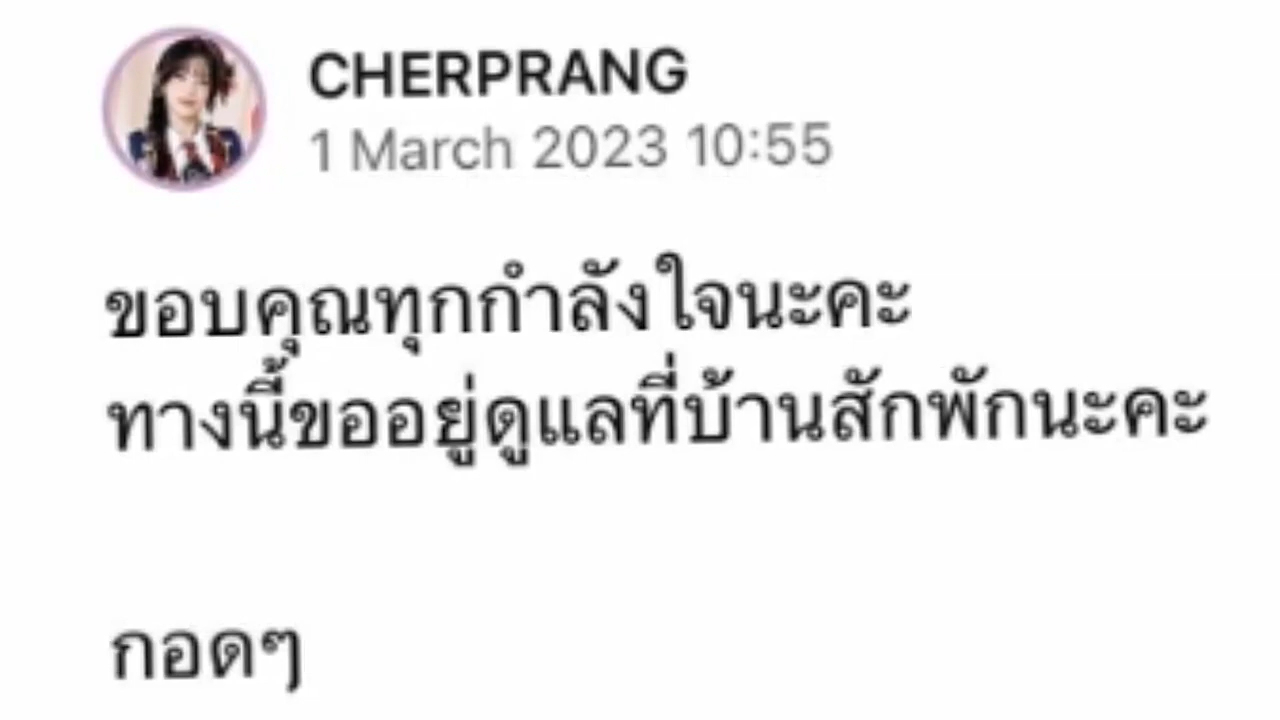 CHERPRANG
1 March 2023 10:55
ขอบคุณทุกกำลังใจนะคะ
ทางนี้ขออยู่ดูแลที่บ้านสักพักนะคะ
กอดๆ